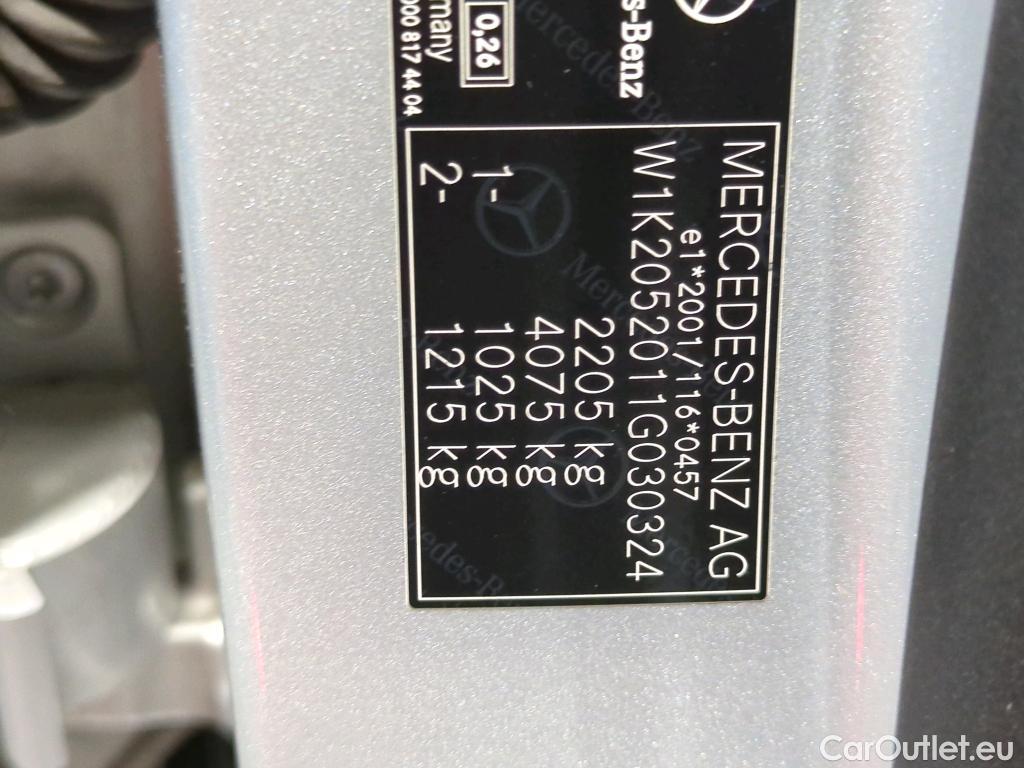 s-Benz
0,26
many
000 817 44 04
MERCEDES-BENZ AG
e1*2001/116*0457
W1K2052011G030324
2205 kg
4075 kg
1- 1025 kg
2- 1215 kg
CarOutlet.eu